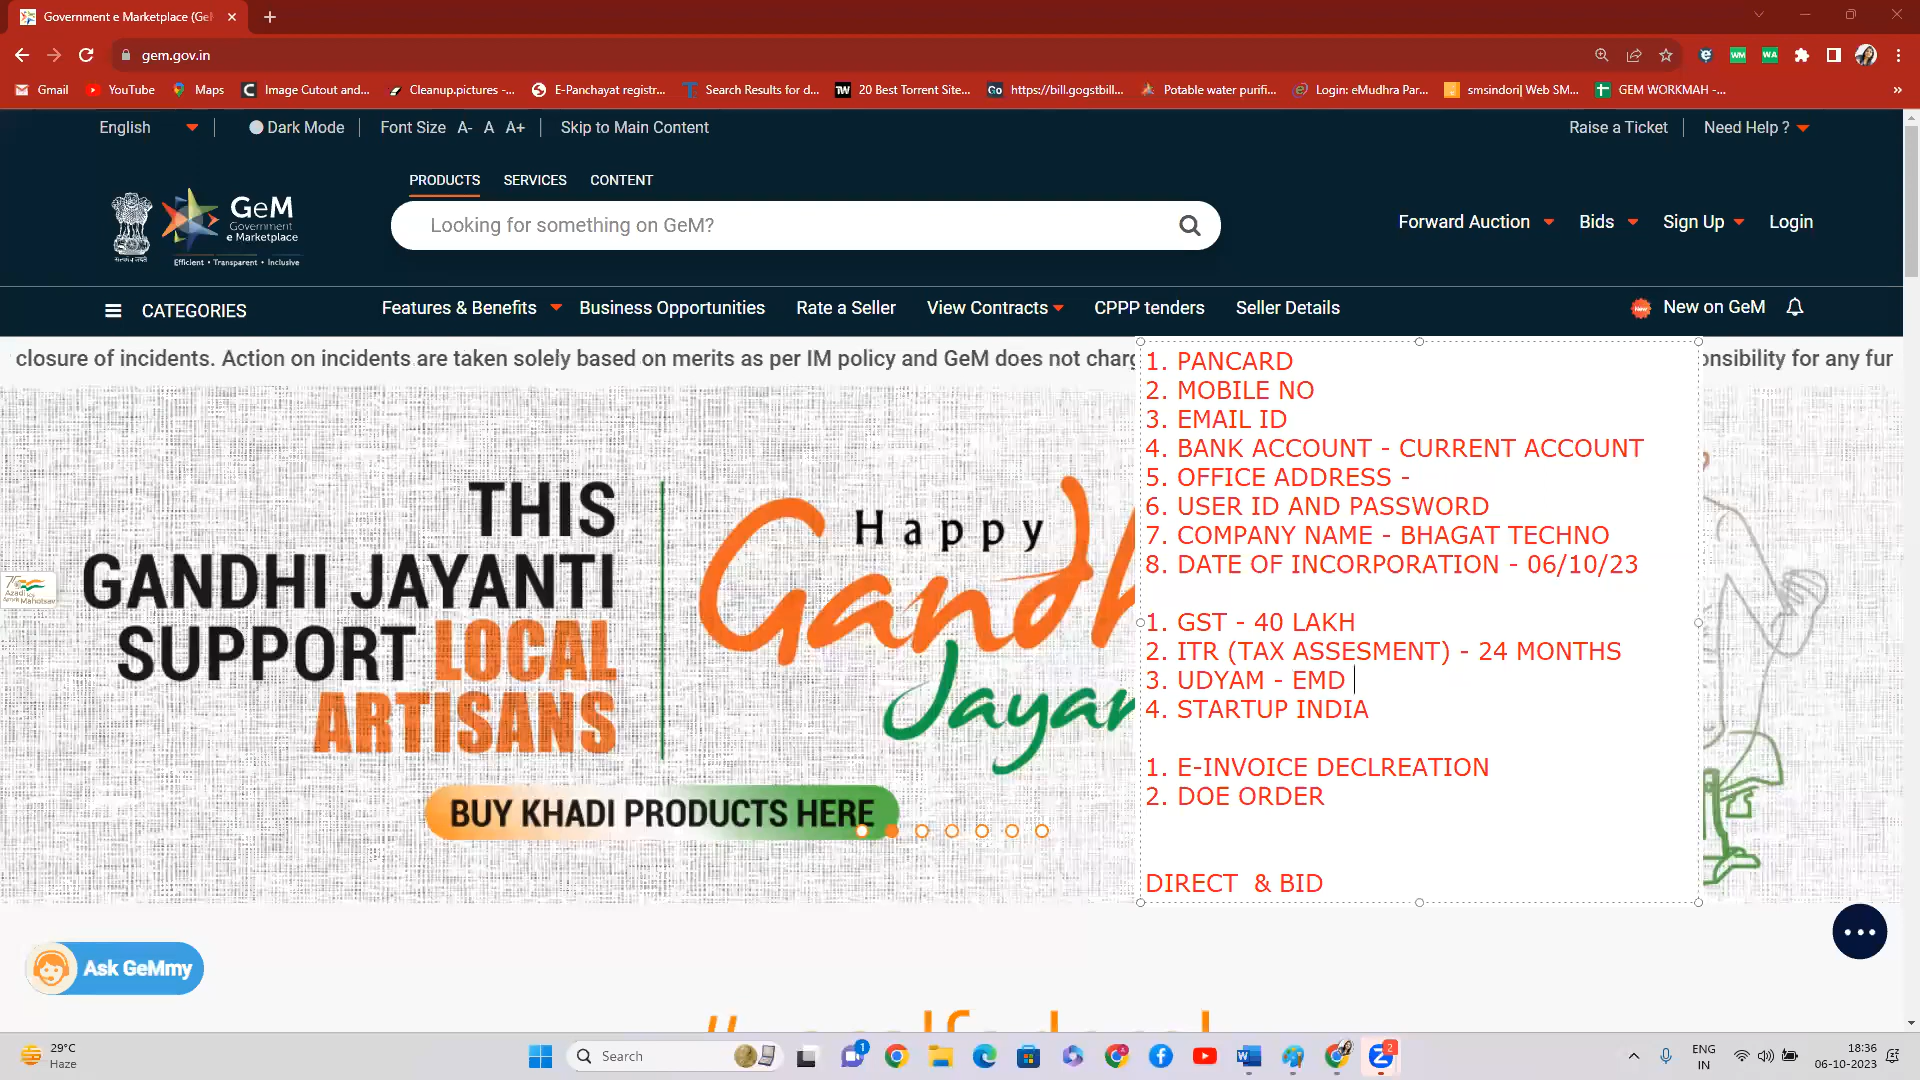 Government e Marketplace (Ge
gem.gov.in
Gmail
YouTube
Maps
Image Cutout and...
Cleanup.pictures -...
E-Panchayat registr...
Search Results for d...
20 Best Torrent Site...
https://bill.gogstbill...
Potable water purifi...
Login: eMudhra Par...
smsindori| Web SM...
GEM WORKMAH -...
English
Dark Mode
Font Size A- A A+
Skip to Main Content
Raise a Ticket
Need Help ?
PRODUCTS SERVICES CONTENT
GeM
Government
e Marketplace
Efficient • Transparent • Inclusive
Looking for something on GeM?
Forward Auction
Bids
Sign Up
Login
CATEGORIES
Features & Benefits
Business Opportunities
Rate a Seller
View Contracts
CPPP tenders
Seller Details
New on GeM
closure of incidents. Action on incidents are taken solely based on merits as per IM policy and GeM does not charg
onsibility for any fur
THIS
GANDHI JAYANTI
SUPPORT LOCAL
ARTISANS
BUY KHADI PRODUCTS HERE
Happy
Gandh
Jayan
Azadi Ka
Amrit Mahotsav
1. PANCARD
2. MOBILE NO
3. EMAIL ID
4. BANK ACCOUNT - CURRENT ACCOUNT
5. OFFICE ADDRESS -
6. USER ID AND PASSWORD
7. COMPANY NAME - BHAGAT TECHNO
8. DATE OF INCORPORATION - 06/10/23
1. GST - 40 LAKH
2. ITR (TAX ASSESMENT) - 24 MONTHS
3. UDYAM - EMD
4. STARTUP INDIA
1. E-INVOICE DECLREATION
2. DOE ORDER
DIRECT & BID
Ask GeMmy
29°C
Haze
Search
ENG
IN
18:36
06-10-2023